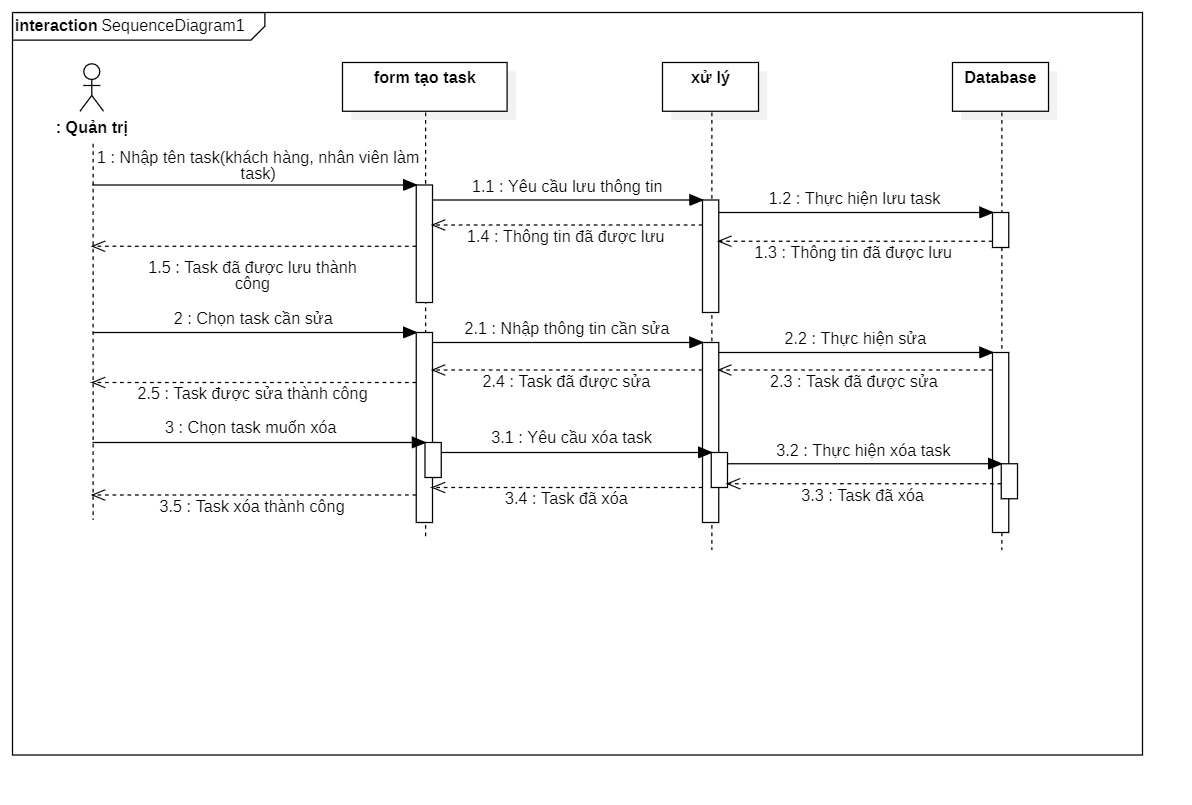 interaction SequenceDiagram1
form tạo task
xử lý
Database
: Quản trị
1 : Nhập tên task(khách hàng, nhân viên làm
task)
1.1 : Yêu cầu lưu thông tin
1.2 : Thực hiện lưu task
1.4 : Thông tin đã được lưu
1.3 : Thông tin đã được lưu
1.5 : Task đã được lưu thành
công
2 : Chọn task cần sửa
2.1 : Nhập thông tin cần sửa
2.2 : Thực hiện sửa
2.4 : Task đã được sửa
2.3 : Task đã được sửa
2.5 : Task được sửa thành công
3 : Chọn task muốn xóa
3.1 : Yêu cầu xóa task
3.2 : Thực hiện xóa task
3.4 : Task đã xóa
3.3 : Task đã xóa
3.5 : Task xóa thành công